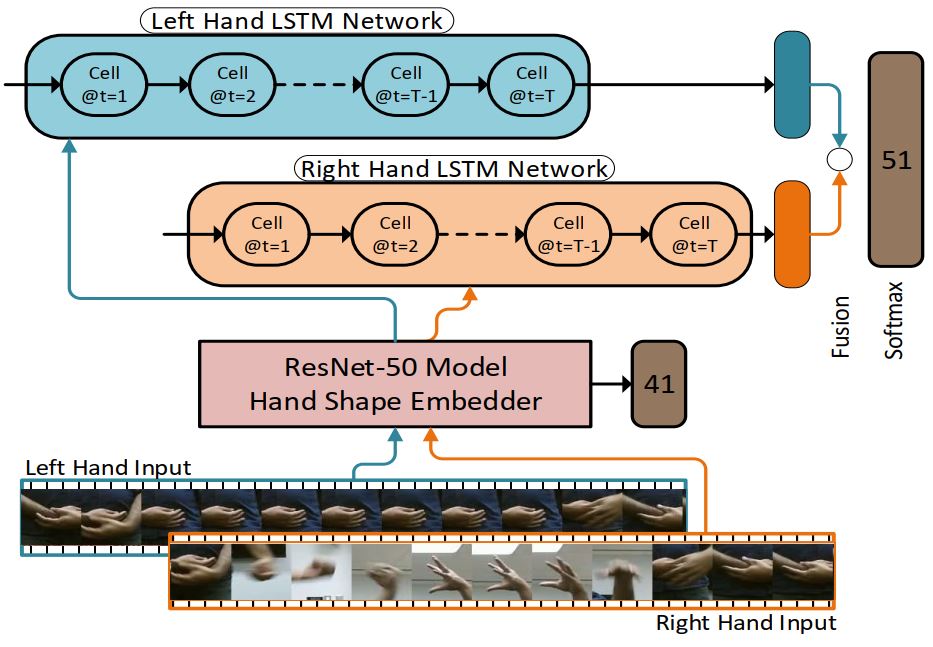 Left Hand LSTM Network
Cell
@t=1
Cell
@t=2
Cell
@t=T-1
Cell
@t=T
51
Right Hand LSTM Network
Cell
@t=1
Cell
@t=2
Cell
@t=T-1
Cell
@t=T
Fusion
Softmax
ResNet-50 Model
Hand Shape Embedder
41
Left Hand Input
Right Hand Input